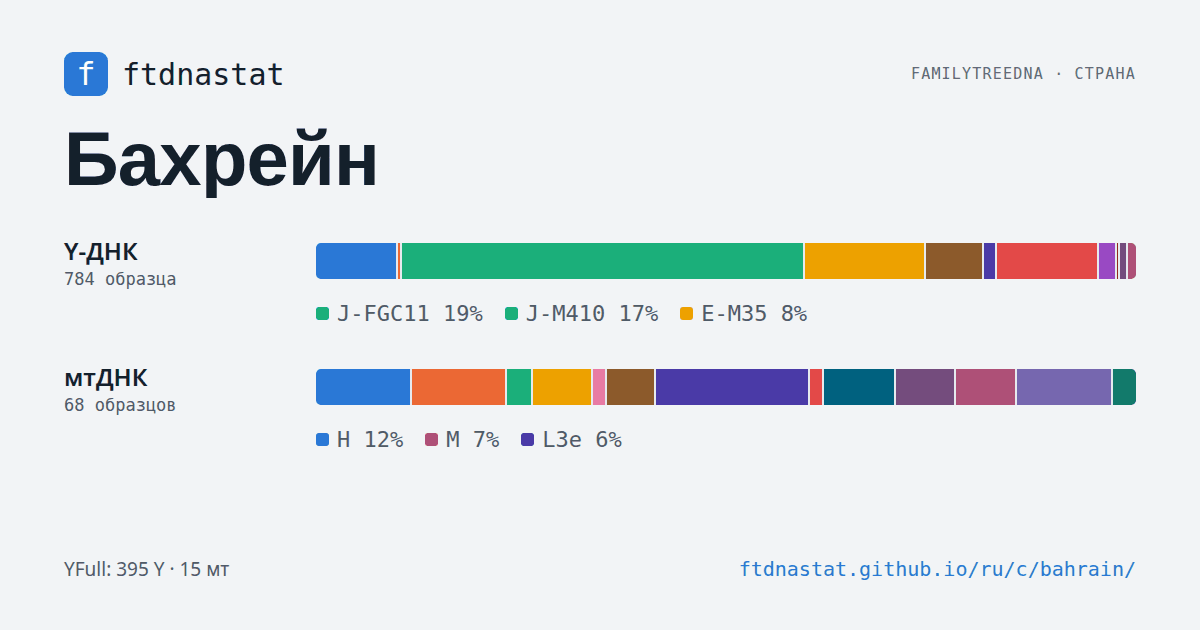 f ftdnastat
FAMILYTREEDNA · СТРАНА
Бахрейн
Y-ДНК
784 образца
J-FGC11 19% J-M410 17% E-M35 8%
мтДНК
68 образцов
H 12% M 7% L3e 6%
YFull: 395 Y · 15 мт
ftdnastat.github.io/ru/c/bahrain/